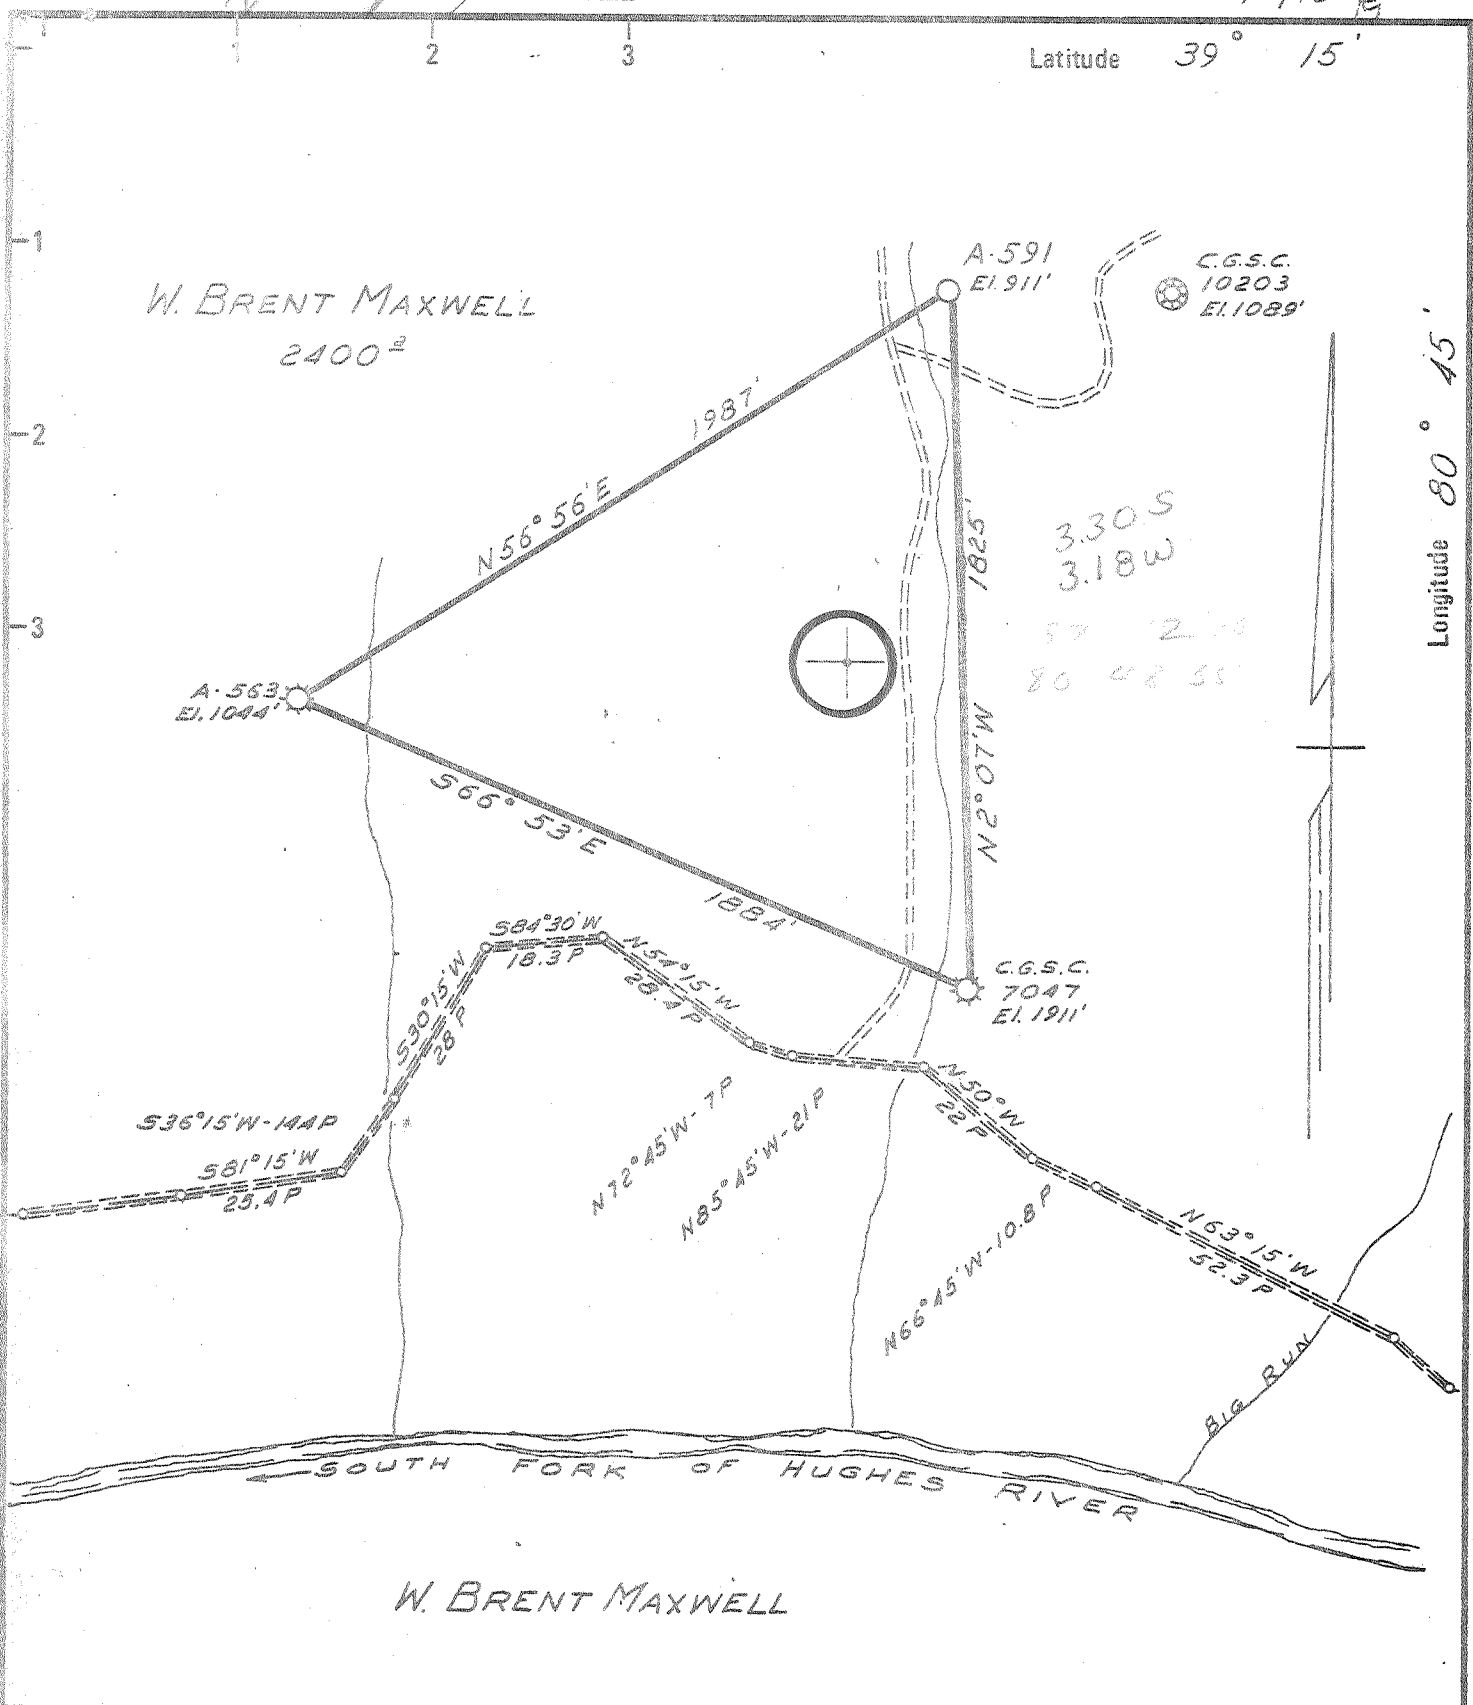 1
2
3
Latitude 39° 15'
1
2
3
W. BRENT MAXWELL
2400 a
A-591
El. 911'
C.G.S.C.
10203
El. 1089'
Longitude 80° 45'
1987'
N56° 56'E
1825'
N2° 07'W
3.30 S
3.18 W
A-563
El. 1044'
S66° 53'E
1884'
C.G.S.C.
7047
El. 1911'
S84°30'W
18.3 P
N54°15'W
28.4 P
S30°15'W
28 P
S36°15'W-14.4P
S81°15'W
25.4 P
N72°45'W-7P
N85°45'W-21P
N50°W
22 P
N66°45'W-10.8P
N63°15'W
52.3 P
BIG RUN
SOUTH FORK OF HUGHES RIVER
W. BRENT MAXWELL